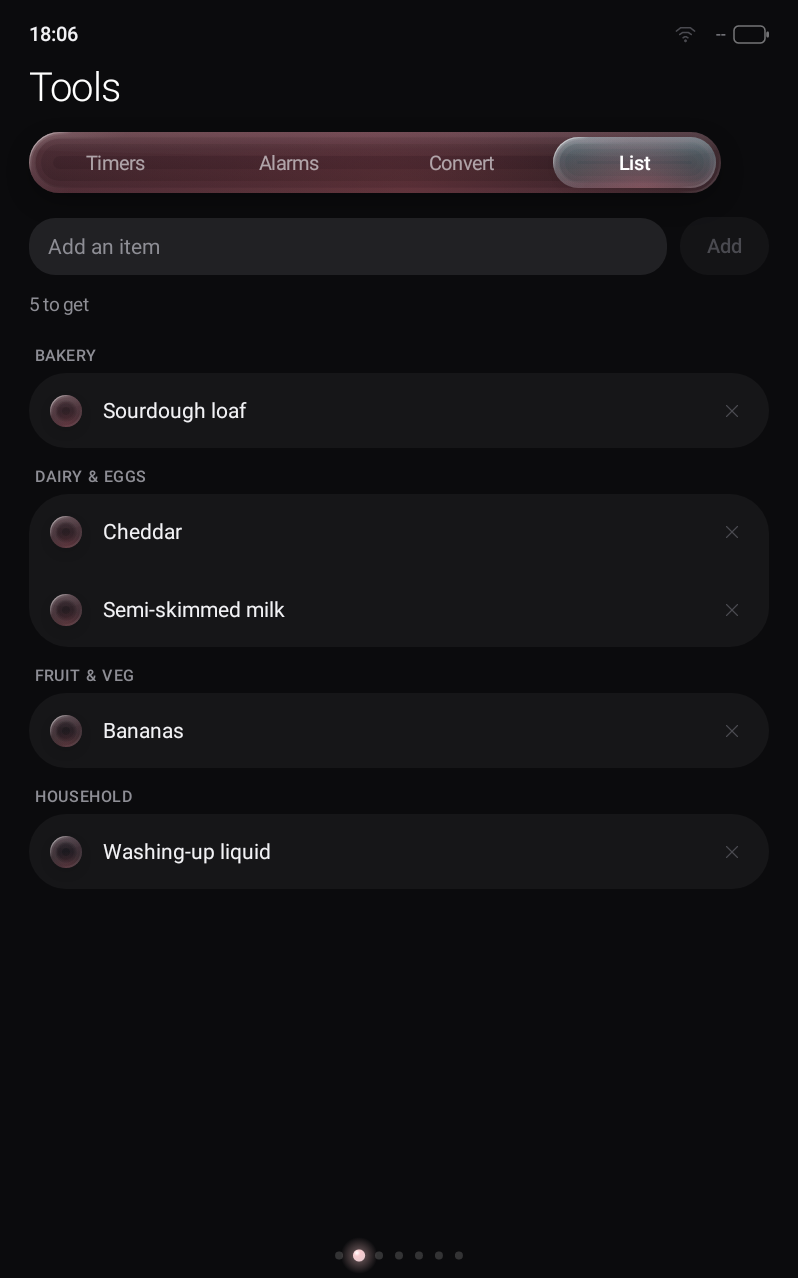 18:06
--
Tools
Timers Alarms Convert List
Add an item Add
5 to get
BAKERY
Sourdough loaf
DAIRY & EGGS
Cheddar
Semi-skimmed milk
FRUIT & VEG
Bananas
HOUSEHOLD
Washing-up liquid